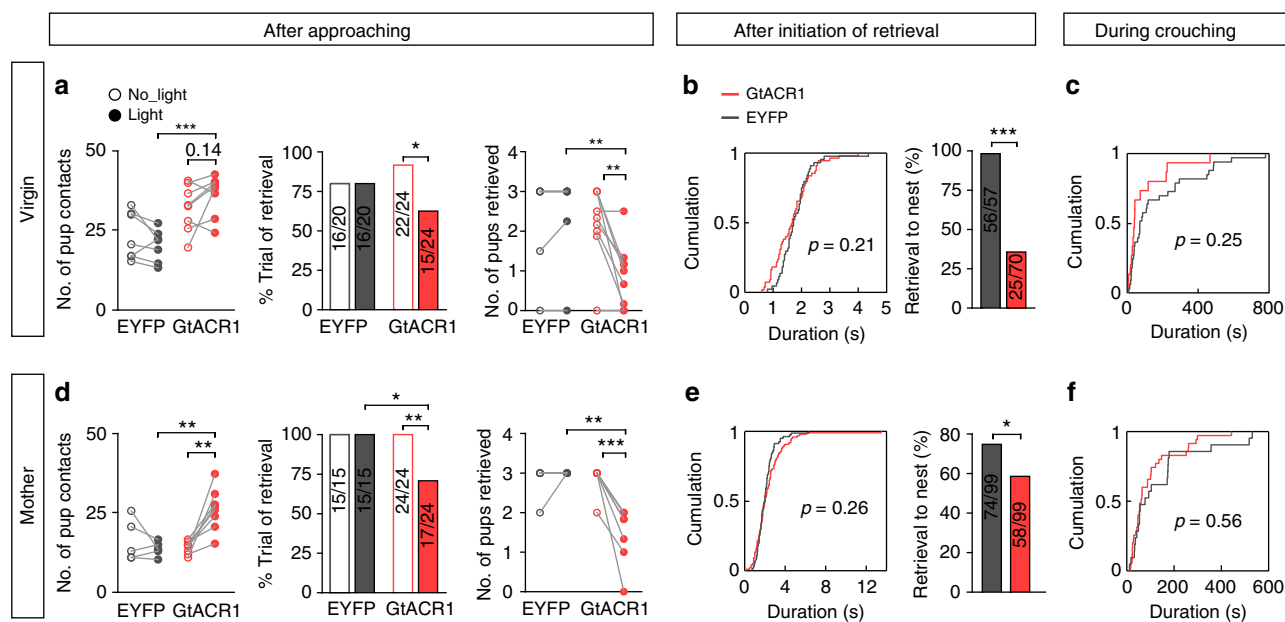 After approaching
After initiation of retrieval
During crouching
Virgin
a
No_light
Light
No. of pup contacts
50
25
0
***
0.14
EYFP
GtACR1
% Trial of retrieval
100
75
50
25
0
*
16/20
16/20
22/24
15/24
EYFP
GtACR1
No. of pups retrieved
4
3
2
1
0
**
**
EYFP
GtACR1
b
GtACR1
EYFP
Cumulation
1
0.5
0
p = 0.21
0 1 2 3 4 5
Duration (s)
Retrieval to nest (%)
100
75
50
25
0
***
56/57
25/70
c
Cumulation
1
0.5
0
p = 0.25
0 400 800
Duration (s)
Mother
d
No. of pup contacts
50
25
0
**
**
EYFP
GtACR1
% Trial of retrieval
100
75
50
25
0
*
**
15/15
15/15
24/24
17/24
EYFP
GtACR1
No. of pups retrieved
4
3
2
1
0
**
***
EYFP
GtACR1
e
Cumulation
1
0.5
0
p = 0.26
0 4 8 12
Duration (s)
Retrieval to nest (%)
80
60
40
20
0
*
74/99
58/99
f
Cumulation
1
0.5
0
p = 0.56
0 200 400 600
Duration (s)